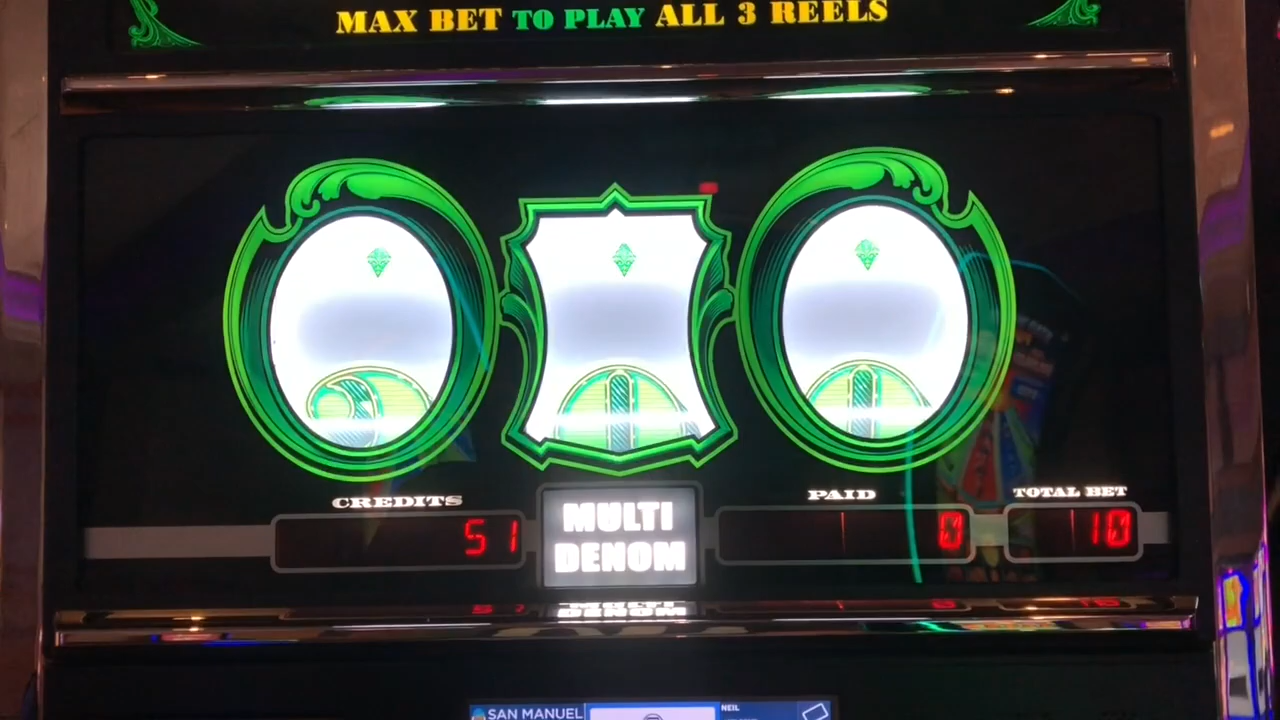 MAX BET TO PLAY ALL 3 REELS
CREDITS
PAID
TOTAL BET
51
MULTI
DENOM
0
10
SAN MANUEL
NEIL